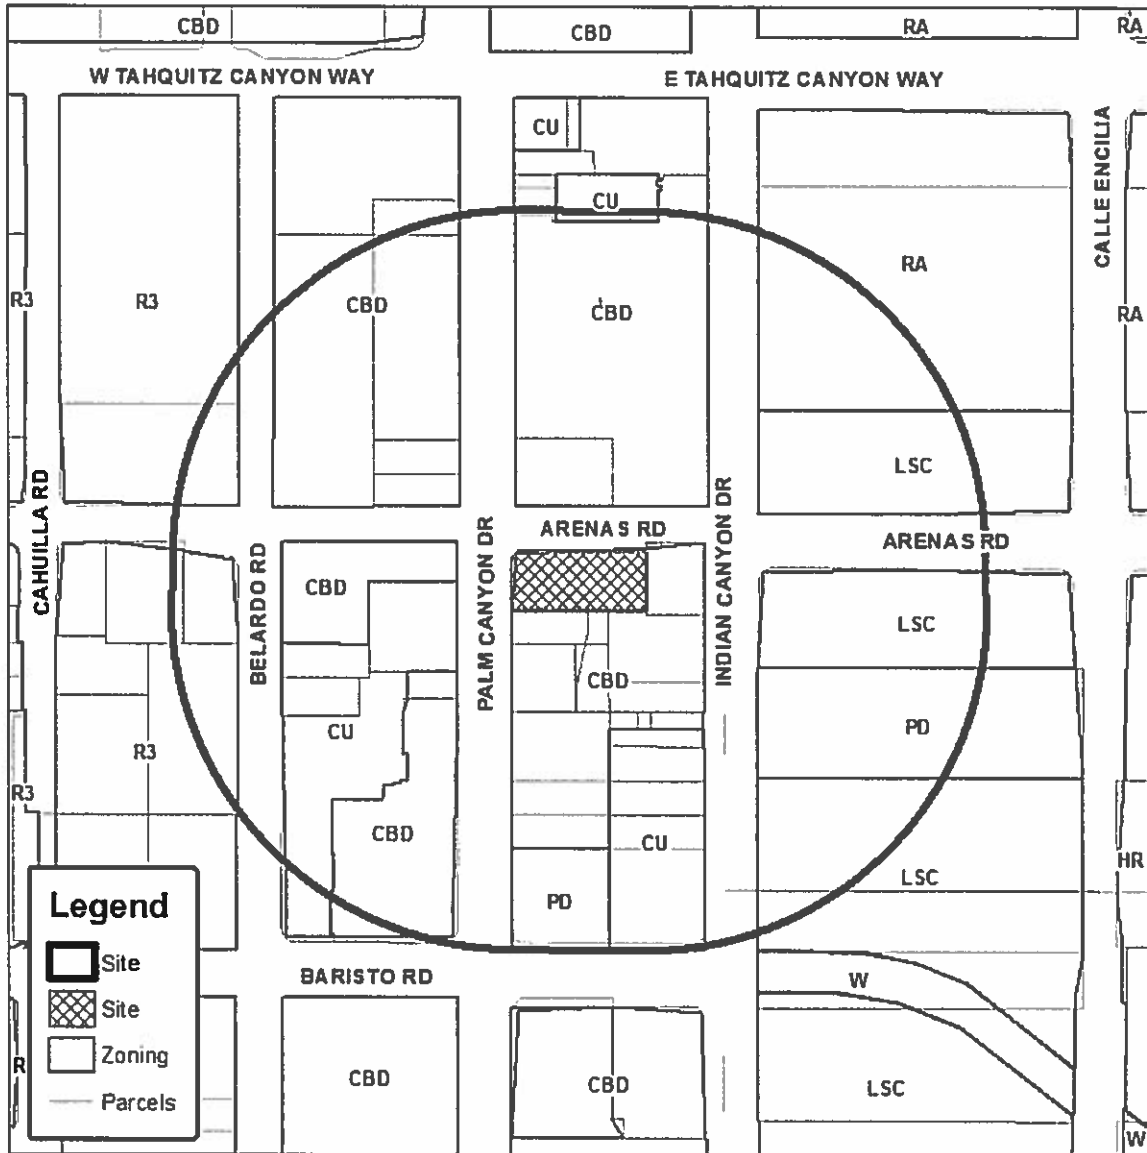 CBD
CBD
RA
RA
W TAHQUITZ CANYON WAY
E TAHQUITZ CANYON WAY
CU
CALLE ENCILIA
CU
RA
R3
R3
CBD
CBD
RA
LSC
CAHUILLA RD
PALM CANYON DR
INDIAN CANYON DR
ARENAS RD
ARENAS RD
BELARDO RD
CBD
LSC
CBD
CU
PD
R3
R3
CBD
CU
HR
LSC
PD
Legend
Site
Site
Zoning
Parcels
BARISTO RD
W
R
CBD
CBD
LSC
W